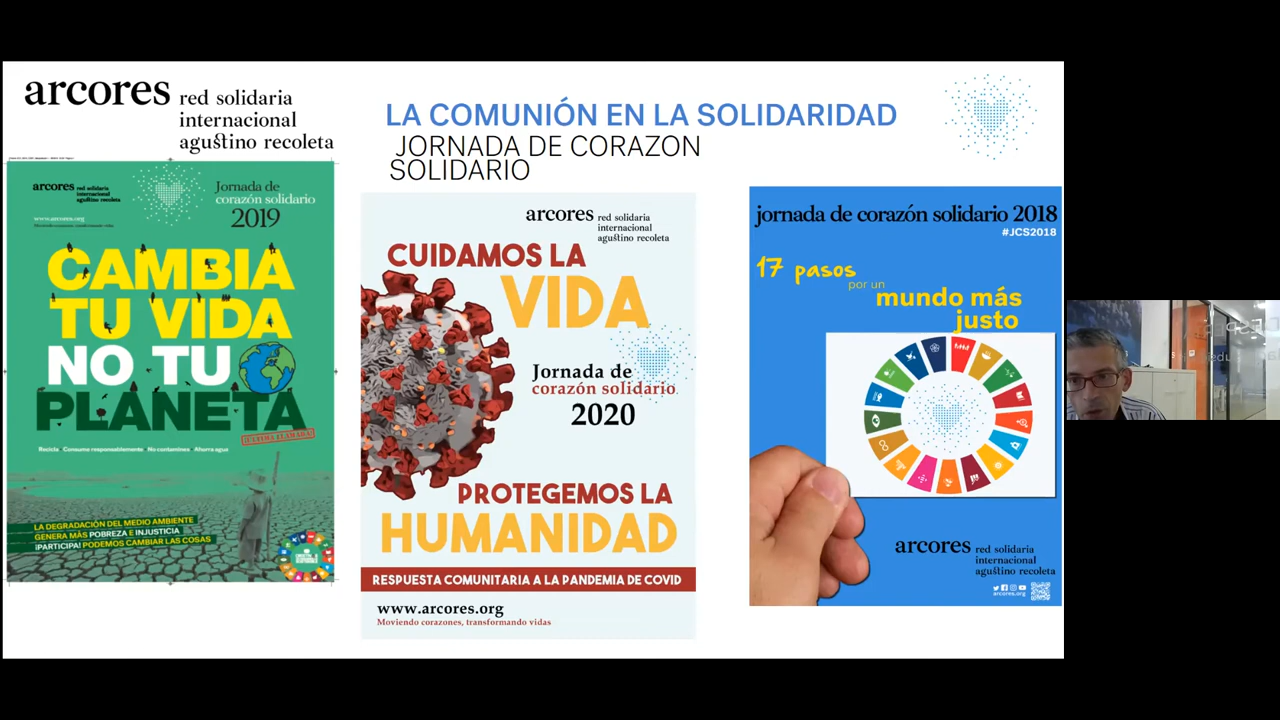 arcores red solidaria
internacional
agustino recoleta
LA COMUNIÓN EN LA SOLIDARIDAD
JORNADA DE CORAZON
SOLIDARIO
arcores red solidaria
internacional
agustino recoleta
www.arcores.org
Jornada de
corazón solidario
2019
CAMBIA
TU VIDA
NO TU
PLANETA
¡ÚLTIMA LLAMADA!
Recicla
Consume responsablemente
No contamines
Ahorra agua
LA DEGRADACIÓN DEL MEDIO AMBIENTE
GENERA MÁS POBREZA E INJUSTICIA
¡PARTICIPA! PODEMOS CAMBIAR LAS COSAS
arcores red solidaria
internacional
agustino recoleta
CUIDAMOS LA
VIDA
Jornada de
corazón solidario
2020
PROTEGEMOS LA
HUMANIDAD
RESPUESTA COMUNITARIA A LA PANDEMIA DE COVID
www.arcores.org
Moviendo corazones, transformando vidas
jornada de corazón solidario 2018
#JCS2018
17 pasos
por un
mundo más
justo
arcores red solidaria
internacional
agustino recoleta
arcores.org